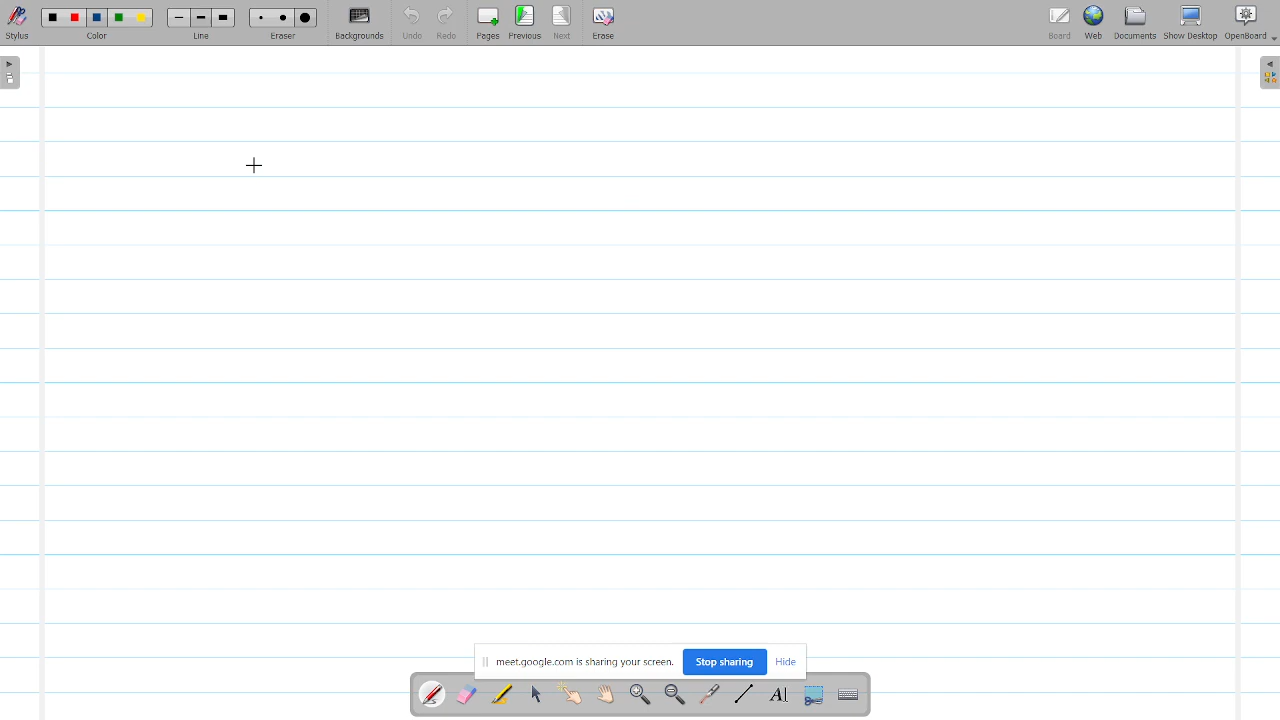 Stylus Color Line Eraser Backgrounds Undo Redo Pages Previous Next Erase Board Web Documents Show Desktop OpenBoard
meet.google.com is sharing your screen. Stop sharing Hide
AI